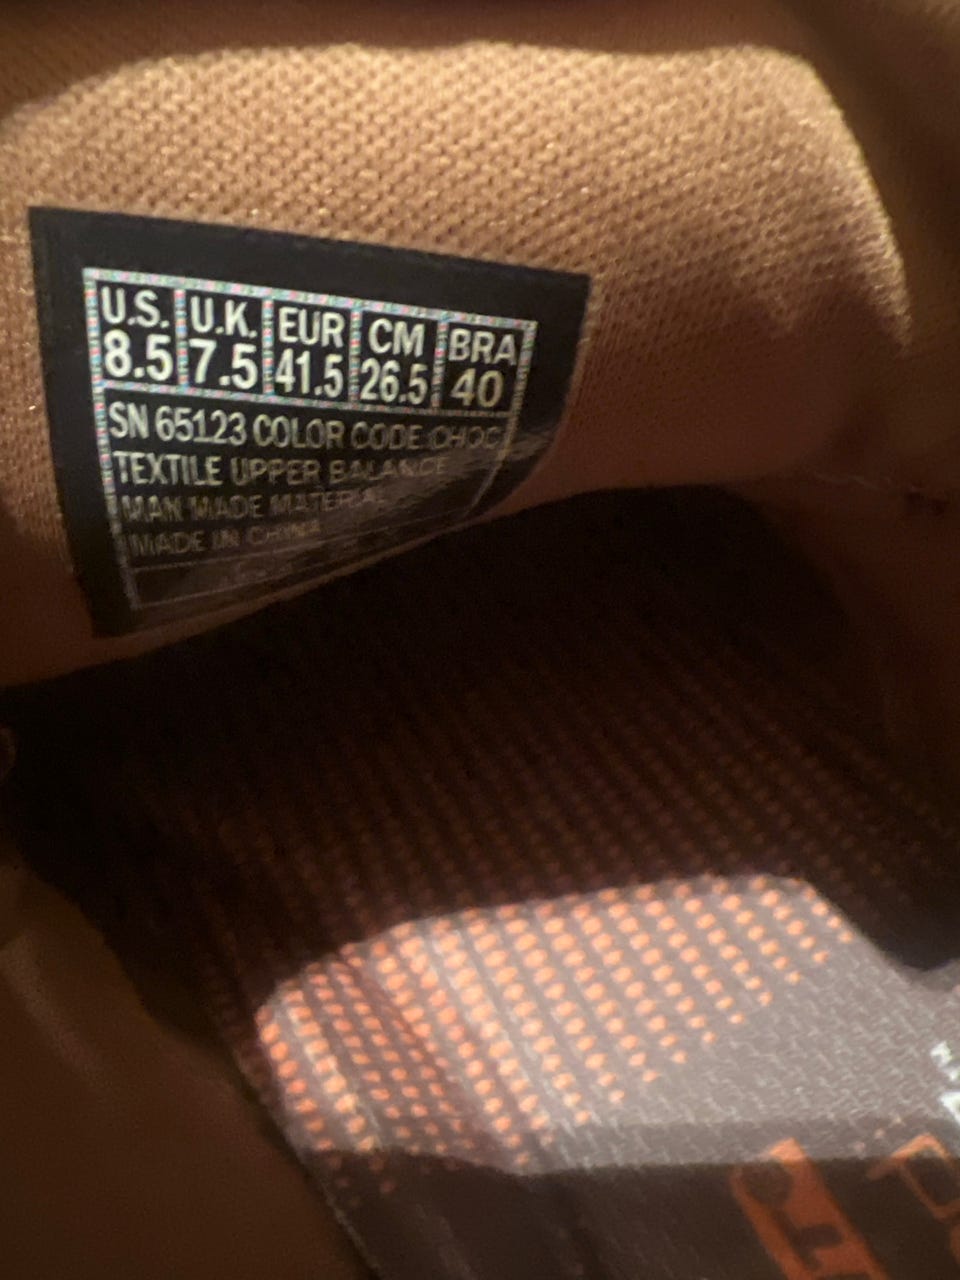 U.S. U.K. EUR CM BRA
8.5 7.5 41.5 26.5 40
SN 65123 COLOR CODE:CHOC
TEXTILE UPPER BALANCE
MAN MADE MATERIAL
MADE IN CHINA